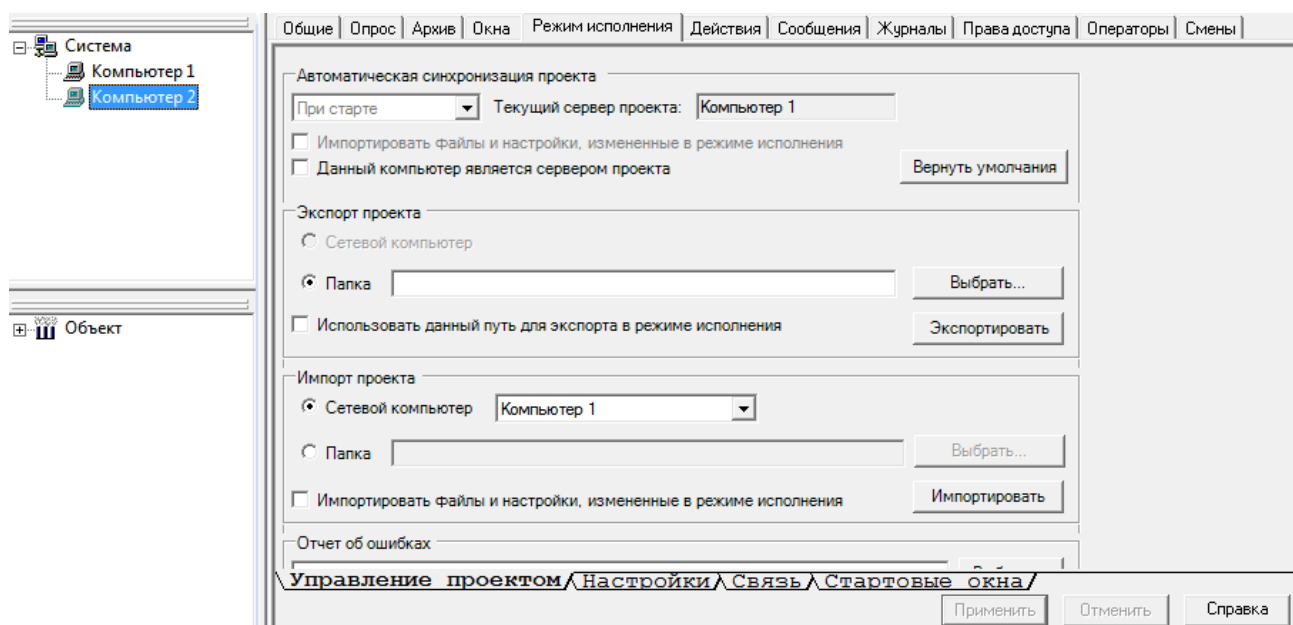 Общие Опрос Архив Окна Режим исполнения Действия Сообщения Журналы Права доступа Операторы Смены
Система
Компьютер 1
Компьютер 2
Объект
Автоматическая синхронизация проекта
При старте Текущий сервер проекта: Компьютер 1
Импортировать файлы и настройки, измененные в режиме исполнения
Данный компьютер является сервером проекта Вернуть умолчания
Экспорт проекта
Сетевой компьютер
Папка Выбрать...
Использовать данный путь для экспорта в режиме исполнения Экспортировать
Импорт проекта
Сетевой компьютер Компьютер 1
Папка Выбрать...
Импортировать файлы и настройки, измененные в режиме исполнения Импортировать
Отчет об ошибках
Управление проектом Настройки Связь Стартовые окна
Применить Отменить Справка